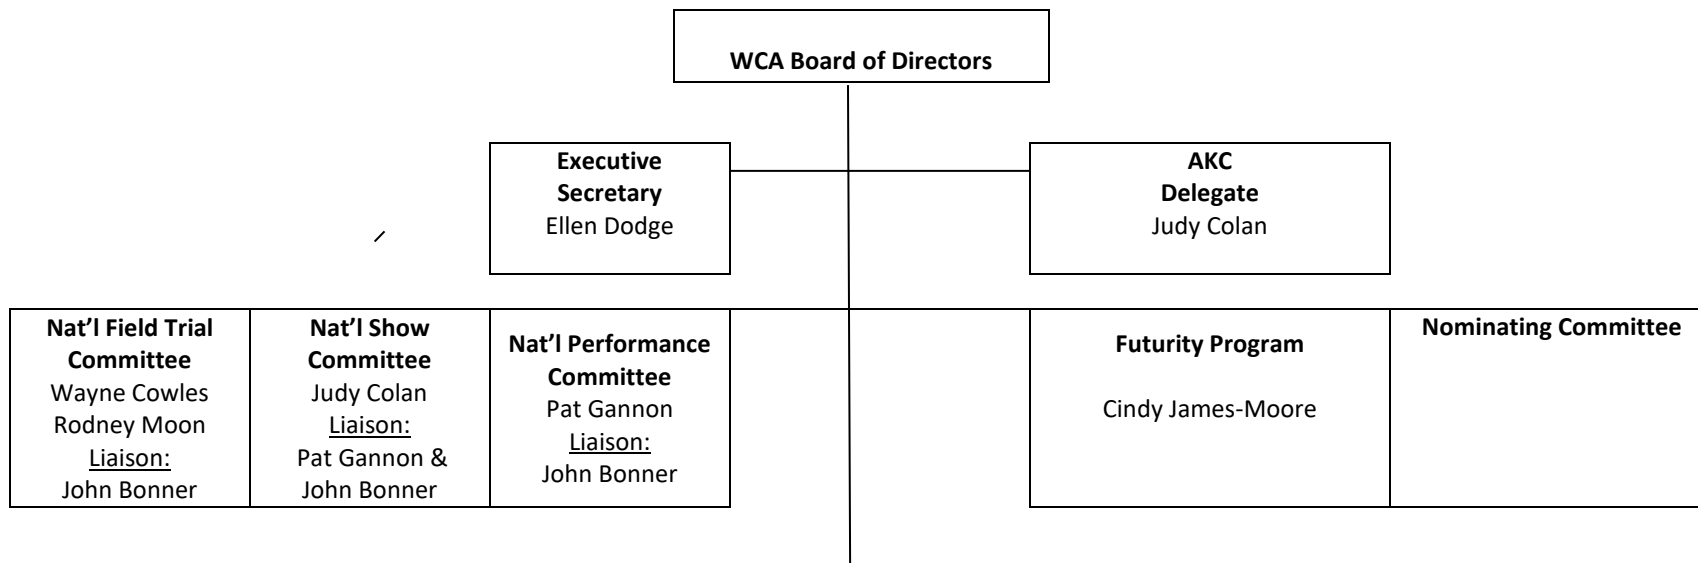 WCA Board of Directors
Executive
Secretary
Ellen Dodge
AKC
Delegate
Judy Colan
Nat’l Field Trial
Committee
Wayne Cowles
Rodney Moon
Liaison:
John Bonner
Nat’l Show
Committee
Judy Colan
Liaison:
Pat Gannon &
John Bonner
Nat’l Performance
Committee
Pat Gannon
Liaison:
John Bonner
Futurity Program
Cindy James-Moore
Nominating Committee